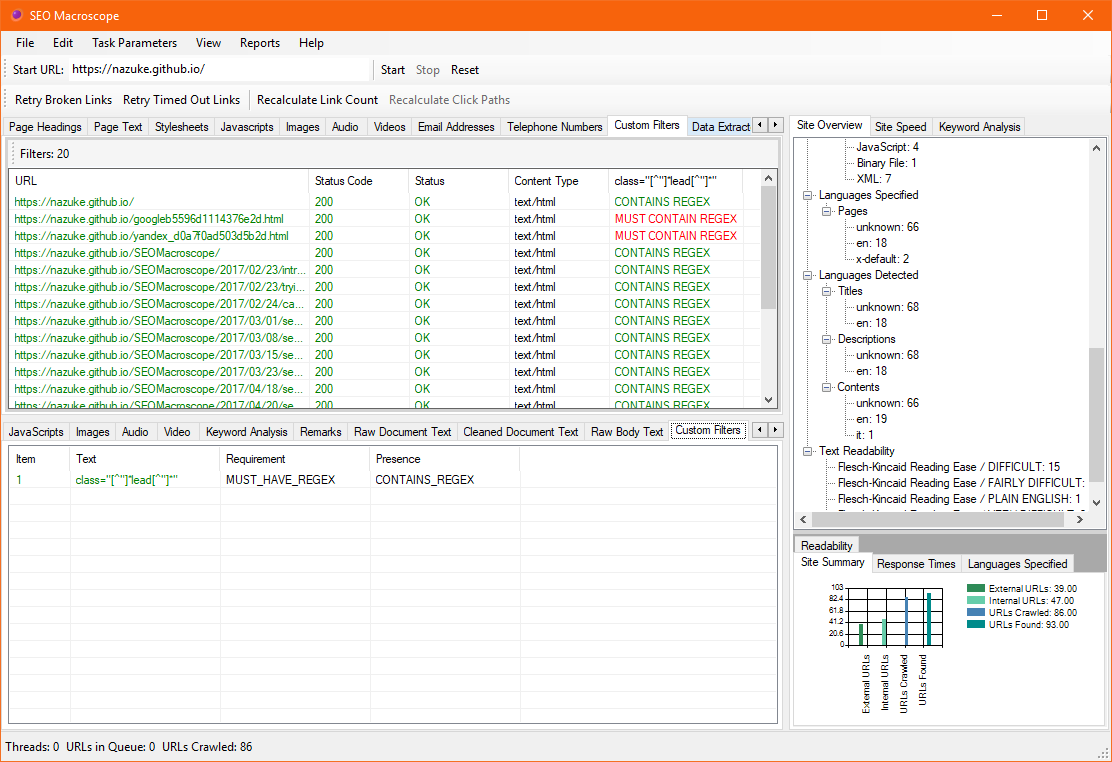 SEO Macroscope
File Edit Task Parameters View Reports Help
Start URL: https://nazuke.github.io/ Start Stop Reset
Retry Broken Links Retry Timed Out Links Recalculate Link Count Recalculate Click Paths
Page Headings Page Text Stylesheets Javascripts Images Audio Videos Email Addresses Telephone Numbers Custom Filters Data Extract
Filters: 20
URL Status Code Status Content Type class="[^"]*lead[^"]*"
https://nazuke.github.io/ 200 OK text/html CONTAINS REGEX
https://nazuke.github.io/googleb5596d1114376e2d.html 200 OK text/html MUST CONTAIN REGEX
https://nazuke.github.io/yandex_d0a7f0ad503d5b2d.html 200 OK text/html MUST CONTAIN REGEX
https://nazuke.github.io/SEOMacroscope/ 200 OK text/html CONTAINS REGEX
https://nazuke.github.io/SEOMacroscope/2017/02/23/intr... 200 OK text/html CONTAINS REGEX
https://nazuke.github.io/SEOMacroscope/2017/02/23/tryi... 200 OK text/html CONTAINS REGEX
https://nazuke.github.io/SEOMacroscope/2017/02/24/ca... 200 OK text/html CONTAINS REGEX
https://nazuke.github.io/SEOMacroscope/2017/03/01/se... 200 OK text/html CONTAINS REGEX
https://nazuke.github.io/SEOMacroscope/2017/03/08/se... 200 OK text/html CONTAINS REGEX
https://nazuke.github.io/SEOMacroscope/2017/03/15/se... 200 OK text/html CONTAINS REGEX
https://nazuke.github.io/SEOMacroscope/2017/03/23/se... 200 OK text/html CONTAINS REGEX
https://nazuke.github.io/SEOMacroscope/2017/04/18/se... 200 OK text/html CONTAINS REGEX
https://nazuke.github.io/SEOMacroscope/2017/04/20/se... 200 OK text/html CONTAINS REGEX
JavaScripts Images Audio Video Keyword Analysis Remarks Raw Document Text Cleaned Document Text Raw Body Text Custom Filters
Item Text Requirement Presence
1 class="[^"]*lead[^"]*" MUST_HAVE_REGEX CONTAINS_REGEX
Site Overview Site Speed Keyword Analysis
JavaScript: 4
Binary File: 1
XML: 7
Languages Specified
Pages
unknown: 66
en: 18
x-default: 2
Languages Detected
Titles
unknown: 68
en: 18
Descriptions
unknown: 68
en: 18
Contents
unknown: 66
en: 19
it: 1
Text Readability
Flesch-Kincaid Reading Ease / DIFFICULT: 15
Flesch-Kincaid Reading Ease / FAIRLY DIFFICULT:
Flesch-Kincaid Reading Ease / PLAIN ENGLISH: 1
Readability
Site Summary Response Times Languages Specified
103
82.4
61.8
41.2
20.6
0
External URLs
Internal URLs
URLs Crawled
URLs Found
External URLs: 39.00
Internal URLs: 47.00
URLs Crawled: 86.00
URLs Found: 93.00
Threads: 0 URLs in Queue: 0 URLs Crawled: 86